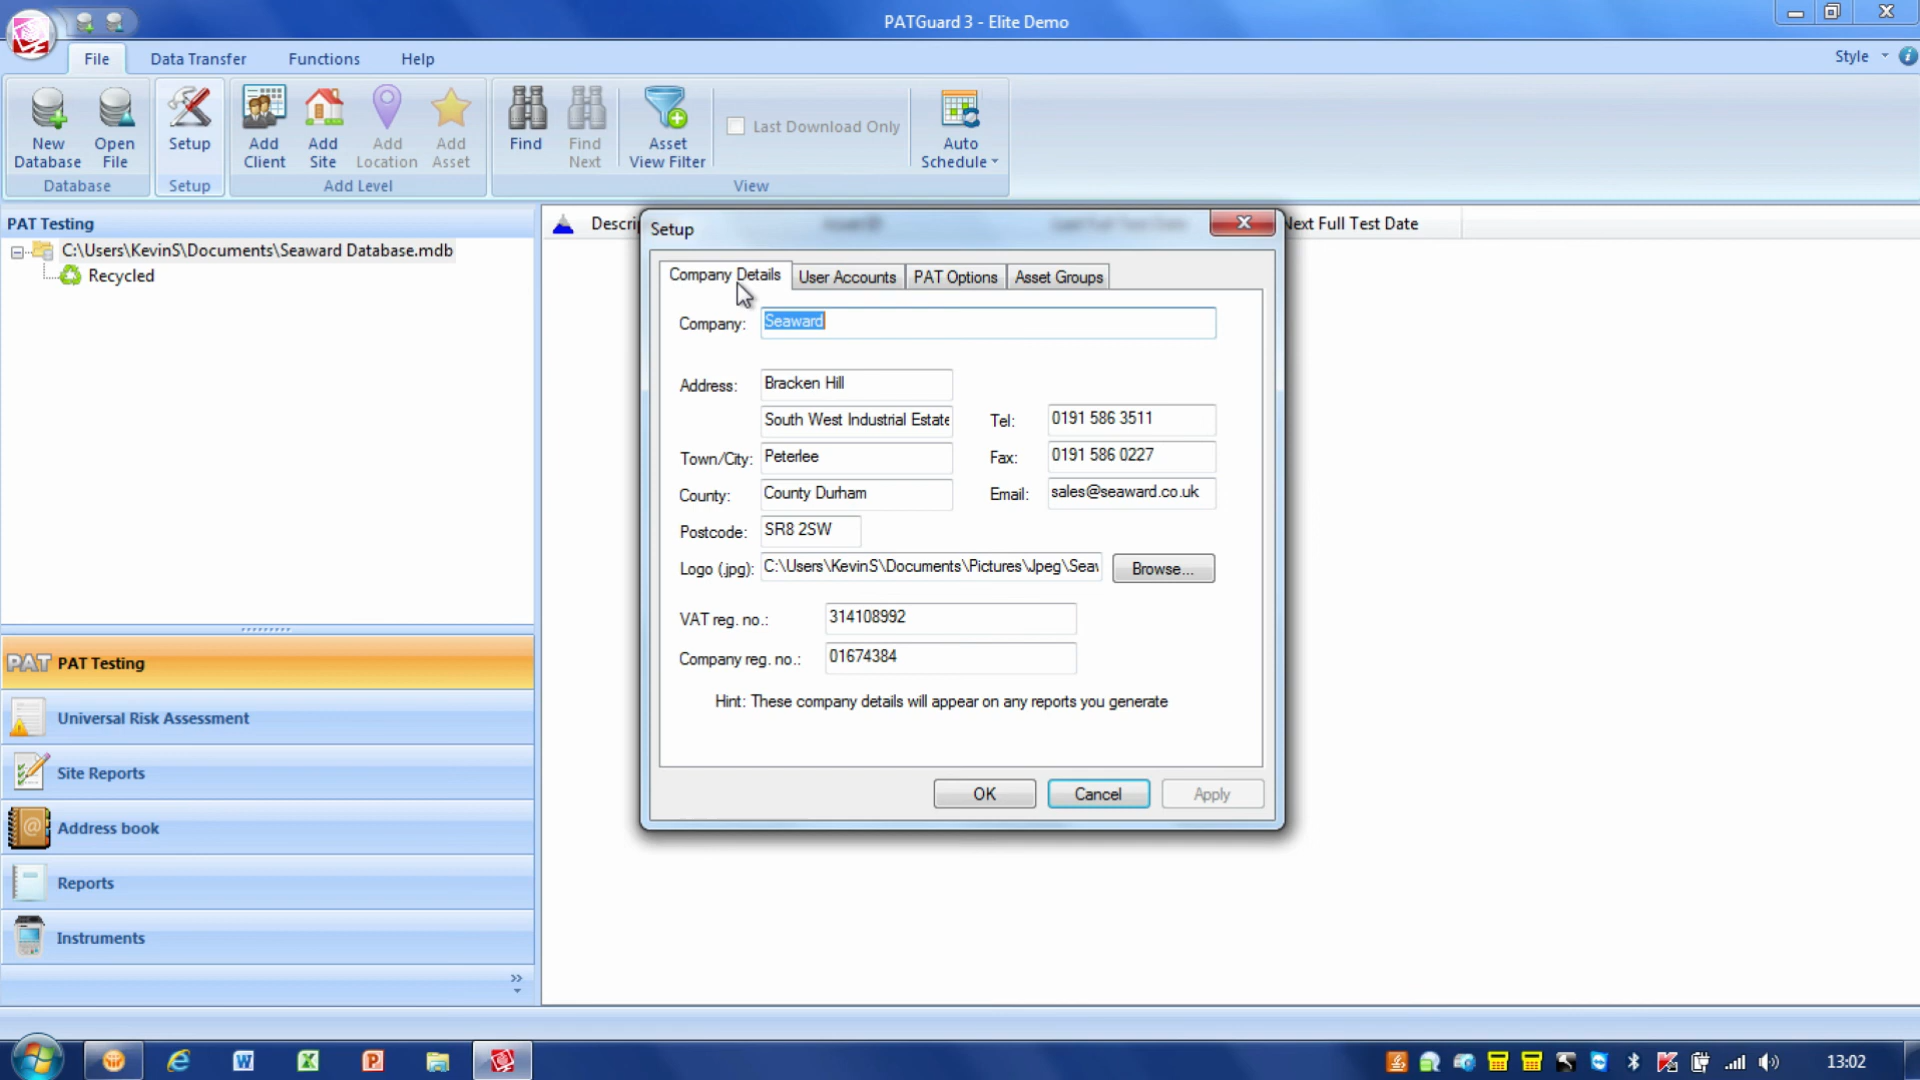 PATGuard 3 - Elite Demo
File
Data Transfer
Functions
Help
Style
New Database
Open File
Setup
Add Client
Add Site
Add Location
Add Asset
Find
Find Next
Asset View Filter
Last Download Only
Auto Schedule
Database
Setup
Add Level
View
PAT Testing
C:\Users\KevinS\Documents\Seaward Database.mdb
Recycled
Next Full Test Date
Setup
Company Details
User Accounts
PAT Options
Asset Groups
Company: Seaward
Address: Bracken Hill
South West Industrial Estate
Tel: 0191 586 3511
Town/City: Peterlee
Fax: 0191 586 0227
County: County Durham
Email: sales@seaward.co.uk
Postcode: SR8 2SW
Logo (.jpg): C:\Users\KevinS\Documents\Pictures\Jpeg\Seaw
Browse...
VAT reg. no.: 314108992
Company reg. no.: 01674384
Hint: These company details will appear on any reports you generate
OK
Cancel
Apply
PAT PAT Testing
Universal Risk Assessment
Site Reports
Address book
Reports
Instruments
13:02